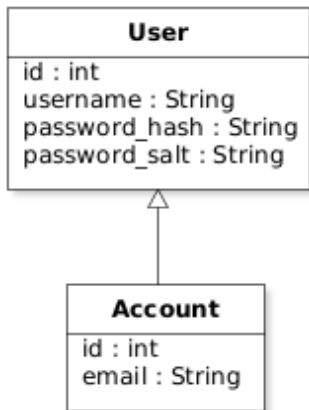 User
id : int
username : String
password_hash : String
password_salt : String
Account
id : int
email : String